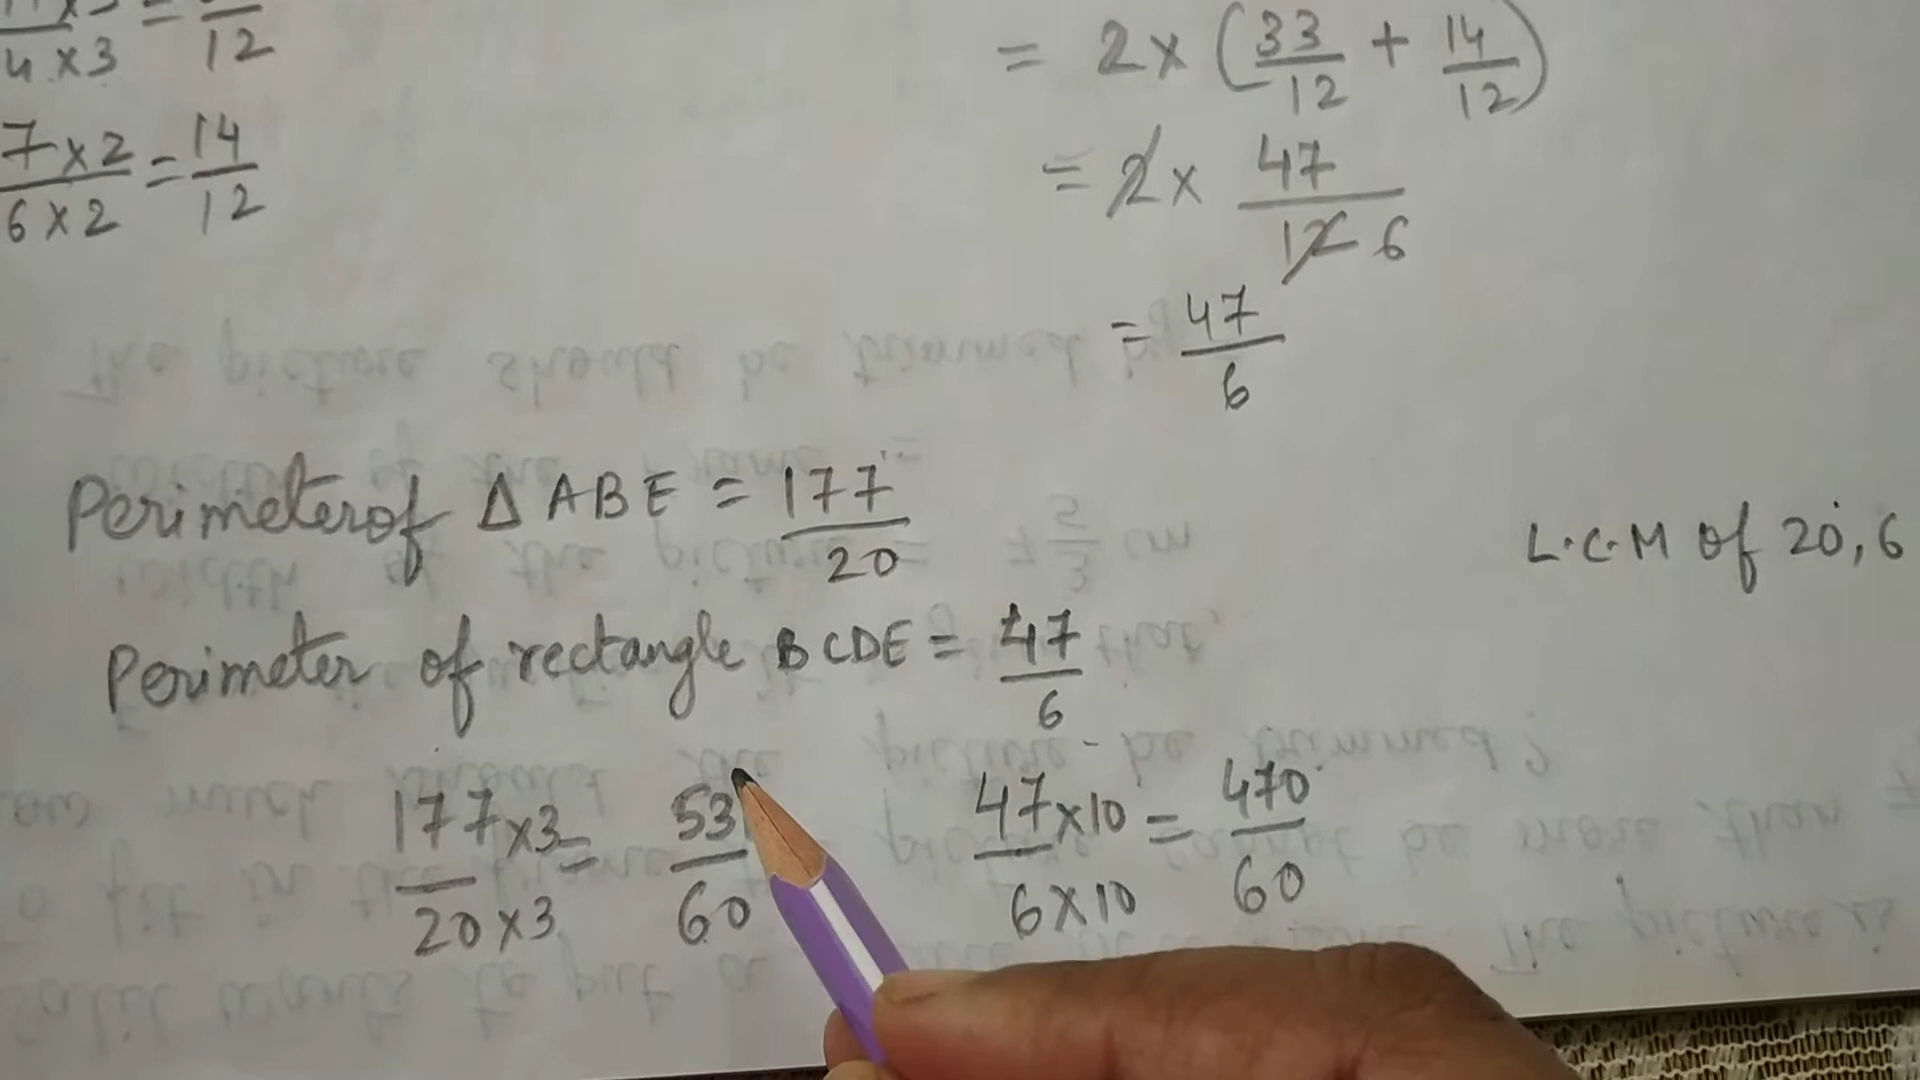 4 x 3 = 12
= 2 x (33/12 + 14/12)
7 x 2 / 6 x 2 = 14/12
= 2 x 47/12 6
= 47/6
Perimeter of Δ ABE = 177/20
L.C.M of 20, 6
Perimeter of rectangle BCDE = 47/6
177 x 3 / 20 x 3 = 53 / 60
47 x 10 / 6 x 10 = 470/60